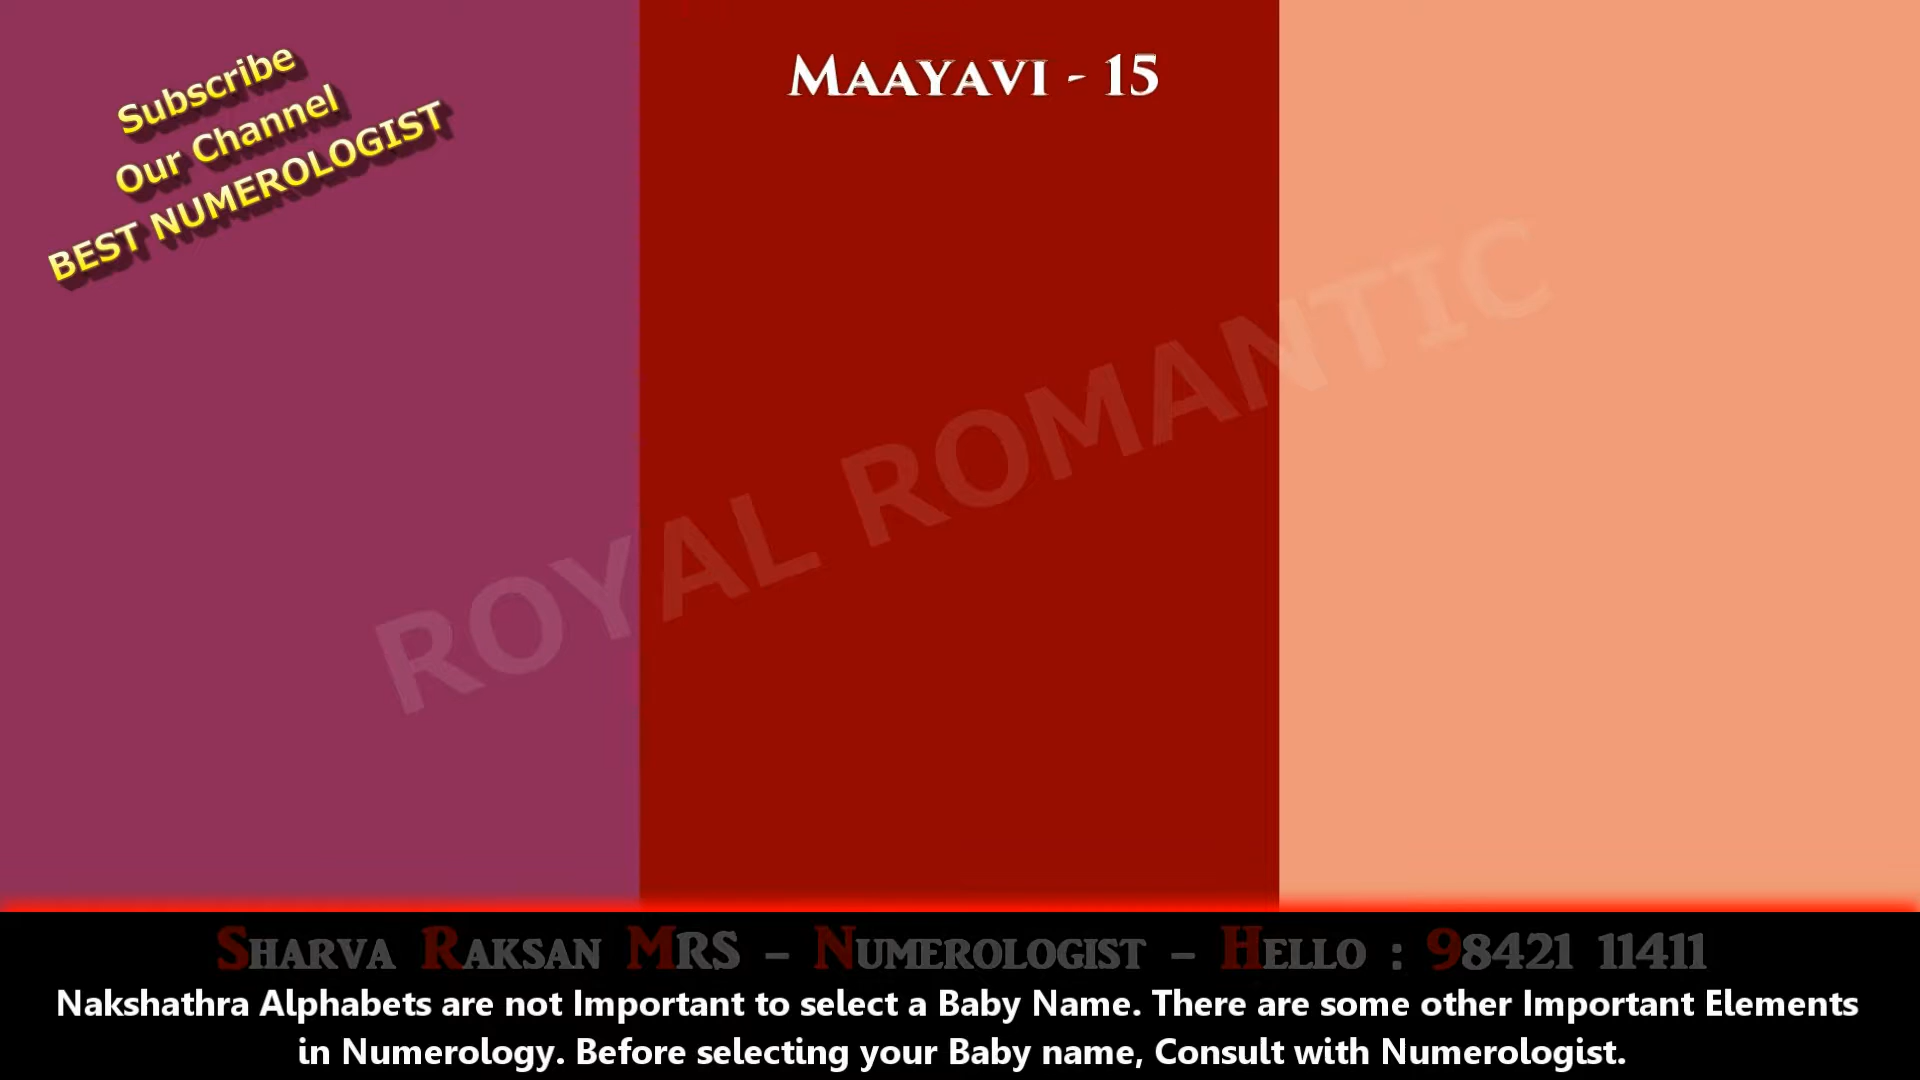 Subscribe
Our Channel
BEST NUMEROLOGIST
MAAYAVI - 15
ROYAL ROMANTIC
SHARVA RAKSAN MRS – NUMEROLOGIST – HELLO : 98421 11411
Nakshathra Alphabets are not Important to select a Baby Name. There are some other Important Elements
in Numerology. Before selecting your Baby name, Consult with Numerologist.